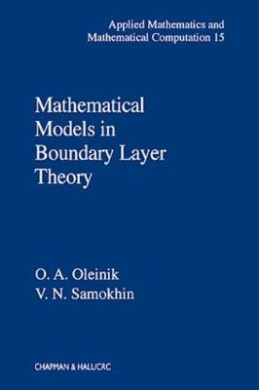 Applied Mathematics and
Mathematical Computation 15
Mathematical
Models in
Boundary Layer
Theory
O. A. Oleinik
V. N. Samokhin
CHAPMAN & HALL/CRC